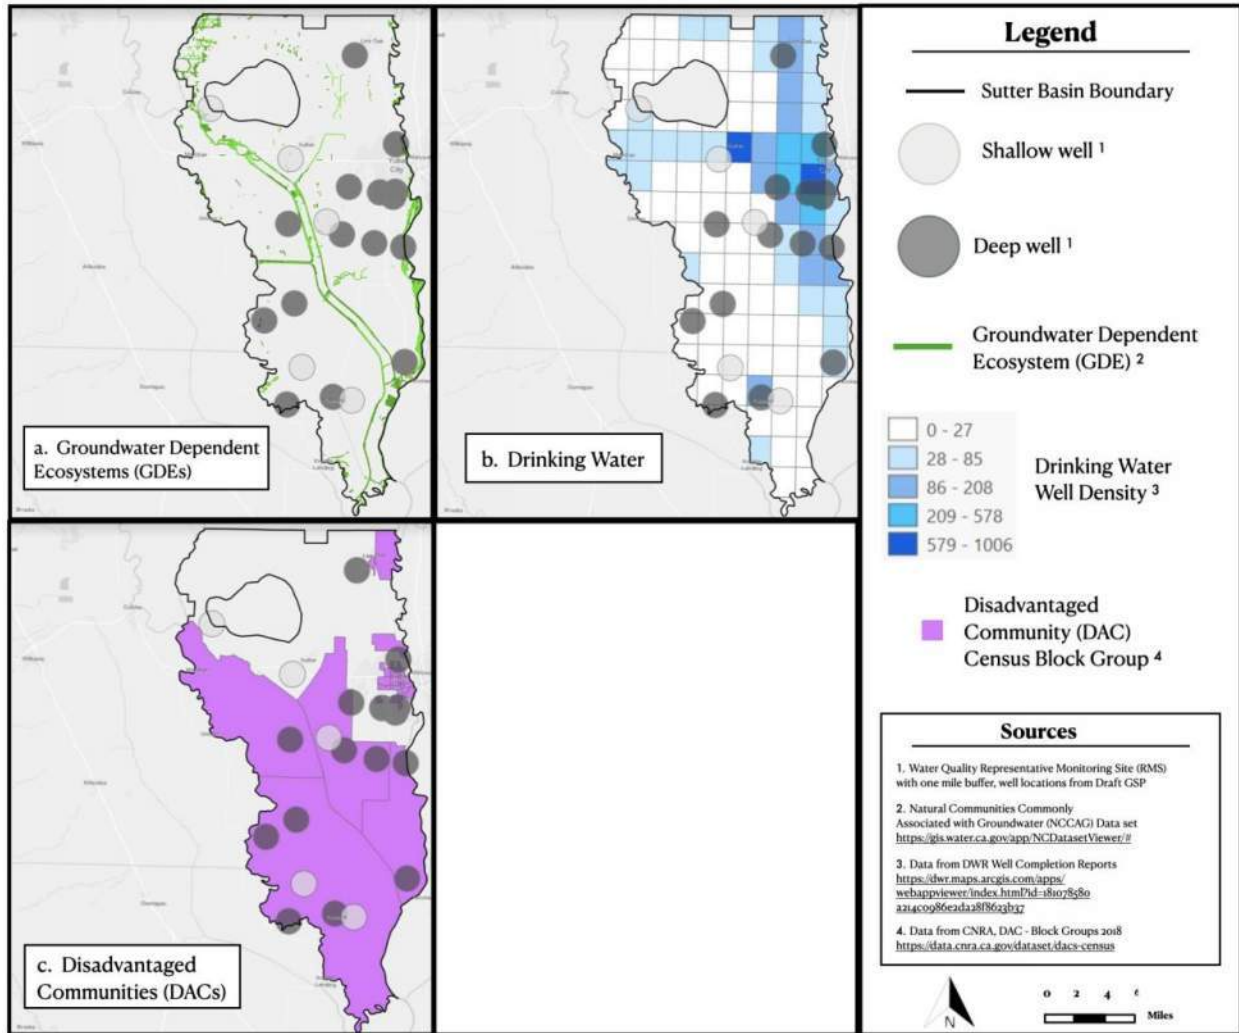 a. Groundwater Dependent
Ecosystems (GDEs)
b. Drinking Water
c. Disadvantaged
Communities (DACs)
Legend
Sutter Basin Boundary
Shallow well 1
Deep well 1
Groundwater Dependent
Ecosystem (GDE) 2
0 - 27
28 - 85
86 - 208
209 - 578
579 - 1006
Drinking Water
Well Density 3
Disadvantaged
Community (DAC)
Census Block Group 4
Sources
1. Water Quality Representative Monitoring Site (RMS)
with one mile buffer, well locations from Draft GSP
2. Natural Communities Commonly
Associated with Groundwater (NCCAG) Data set
https://gis.water.ca.gov/app/NCDatasetViewer/#
3. Data from DWR Well Completion Reports
https://dwr.maps.arcgis.com/apps/
webappviewer/index.html?id=181078580
a214c0986e2da28f8623b37
4. Data from CNRA, DAC - Block Groups 2018
https://data.cnra.ca.gov/dataset/dacs-census
N
0 2 4 6
Miles